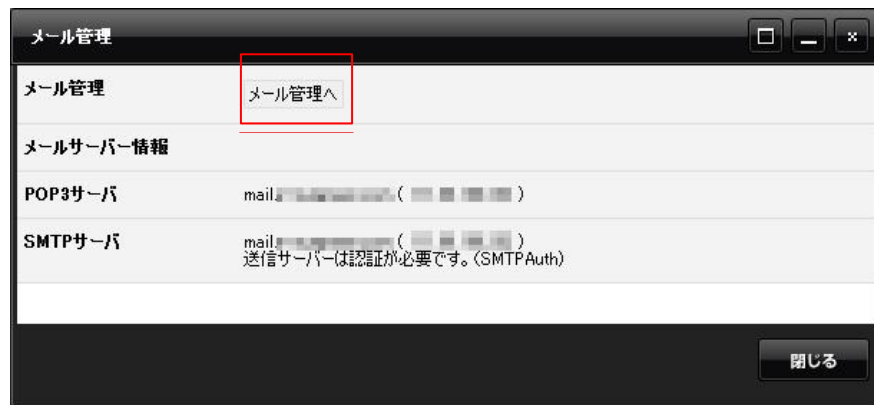 メール管理
メール管理 メール管理へ
メールサーバー情報
POP3サーバ mail. ( )
SMTPサーバ mail. ( )
送信サーバーは認証が必要です。(SMTPAuth)
閉じる